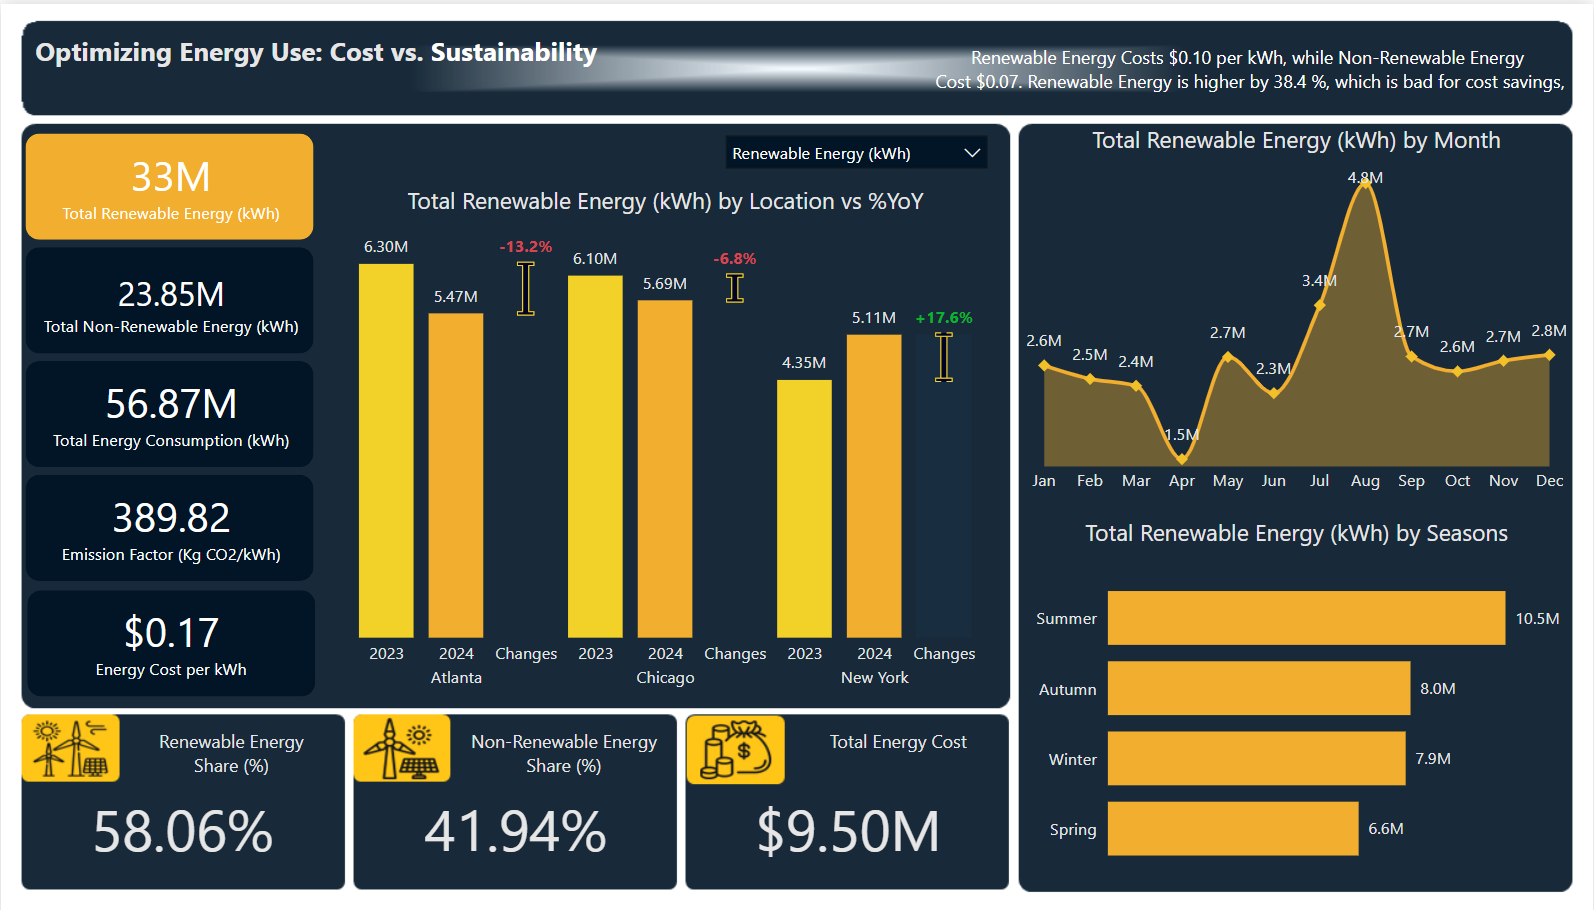 Optimizing Energy Use: Cost vs. Sustainability
Renewable Energy Costs $0.10 per kWh, while Non-Renewable Energy
Cost $0.07. Renewable Energy is higher by 38.4 %, which is bad for cost savings,
33M
Total Renewable Energy (kWh)
23.85M
Total Non-Renewable Energy (kWh)
56.87M
Total Energy Consumption (kWh)
389.82
Emission Factor (Kg CO2/kWh)
$0.17
Energy Cost per kWh
Renewable Energy (kWh)
Total Renewable Energy (kWh) by Location vs %YoY
6.30M
5.47M
-13.2%
6.10M
5.69M
-6.8%
4.35M
5.11M
+17.6%
2023 2024 Changes 2023 2024 Changes 2023 2024 Changes
Atlanta Chicago New York
Total Renewable Energy (kWh) by Month
2.6M
2.5M
2.4M
1.5M
2.7M
2.3M
3.4M
4.8M
2.7M
2.6M
2.7M
2.8M
Jan Feb Mar Apr May Jun Jul Aug Sep Oct Nov Dec
Total Renewable Energy (kWh) by Seasons
Summer 10.5M
Autumn 8.0M
Winter 7.9M
Spring 6.6M
Renewable Energy
Share (%)
58.06%
Non-Renewable Energy
Share (%)
41.94%
Total Energy Cost
$
$9.50M